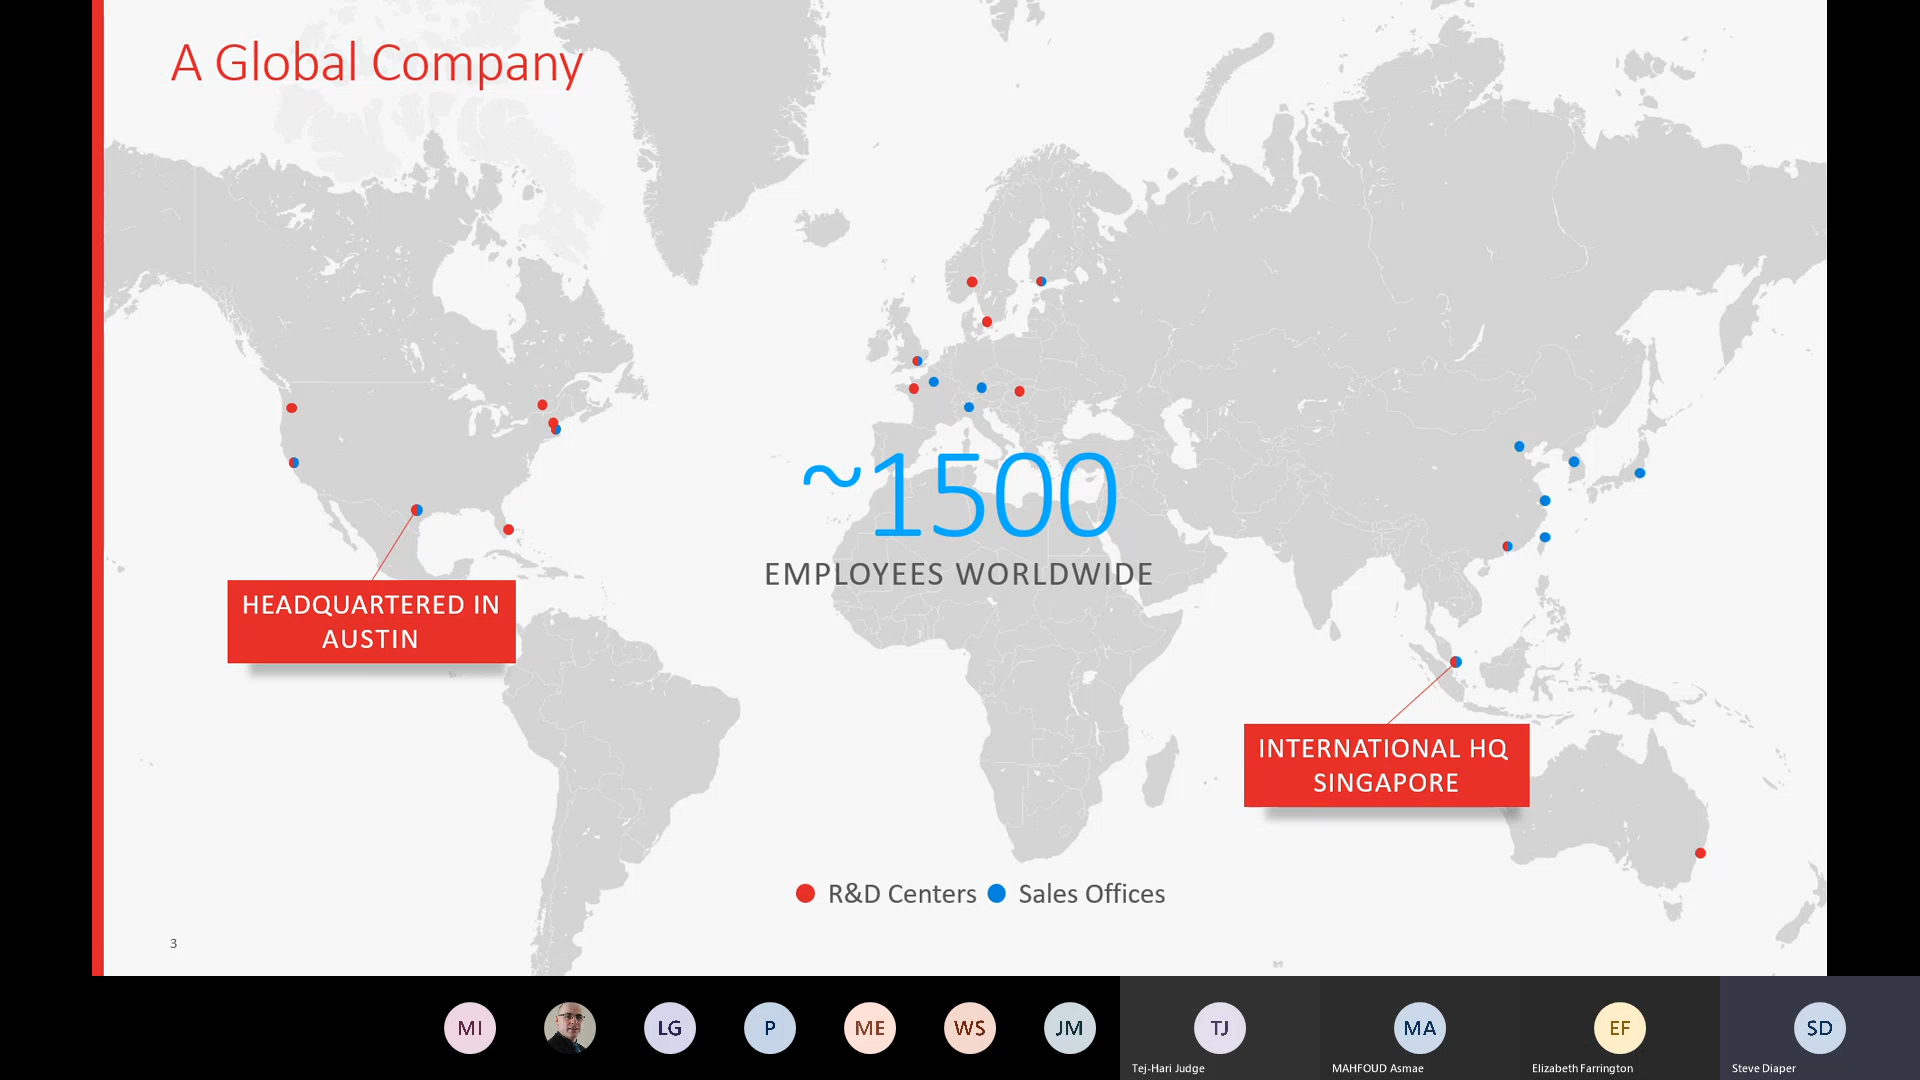 A Global Company
~1500
EMPLOYEES WORLDWIDE
HEADQUARTERED IN
AUSTIN
INTERNATIONAL HQ
SINGAPORE
R&D Centers Sales Offices
3
MI LG P ME WS JM TJ MA EF SD
Tej-Hari Judge MAHFOUD Asmae Elizabeth Farrington Steve Diaper